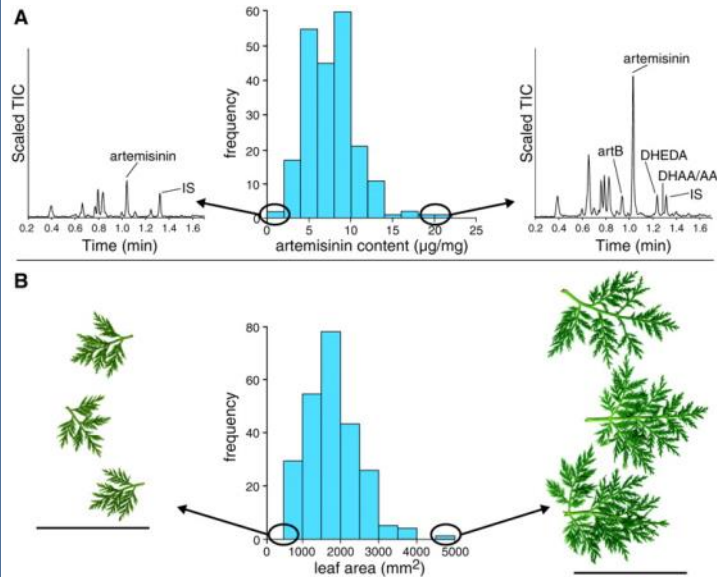 A
60
50
40
30
20
10
0
frequency
5
10
15
20
25
artemisinin content (µg/mg)
Scaled TIC
artemisinin
IS
0.2 0.4 0.6 0.8 1.0 1.2 1.4 1.6
Time (min)
Scaled TIC
artemisinin
artB
DHEDA
DHAA/AA
IS
0.2 0.4 0.6 0.8 1.0 1.2 1.4 1.6
Time (min)
B
80
60
40
20
0
frequency
0 1000 2000 3000 4000 5000
leaf area (mm²)